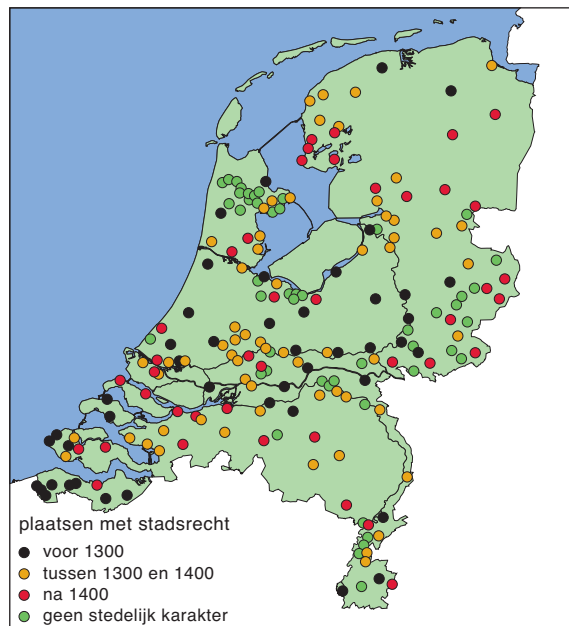 plaatsen met stadsrecht
voor 1300
tussen 1300 en 1400
na 1400
geen stedelijk karakter